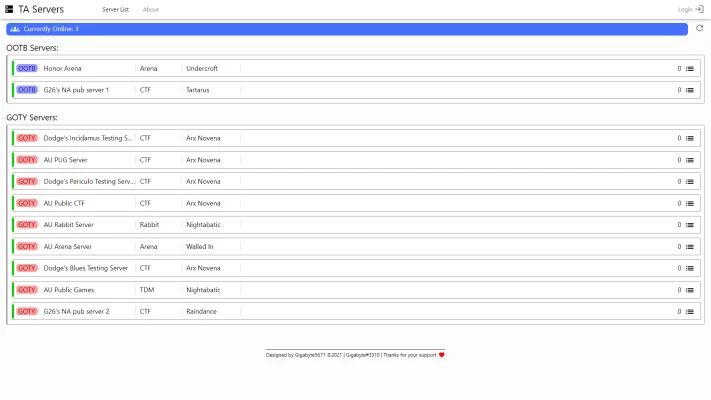 TA Servers Server List About Login
Currently Online: 3
OOTB Servers:
OOTB Honor Arena Arena Undercroft 0
OOTB G26's NA pub server 1 CTF Tartarus 0
GOTY Servers:
GOTY Dodge's Incidamus Testing S... CTF Arx Novena 0
GOTY AU PUG Server CTF Arx Novena 0
GOTY Dodge's Periculo Testing Serv... CTF Arx Novena 0
GOTY AU Public CTF CTF Arx Novena 0
GOTY AU Rabbit Server Rabbit Nightabatic 0
GOTY AU Arena Server Arena Walled In 0
GOTY Dodge's Blues Testing Server CTF Arx Novena 0
GOTY AU Public Games TDM Nightabatic 0
GOTY G26's NA pub server 2 CTF Raindance 0
Designed by Gigabyte5671 ©2021 | Gigabyte#3310 | Thanks for your support